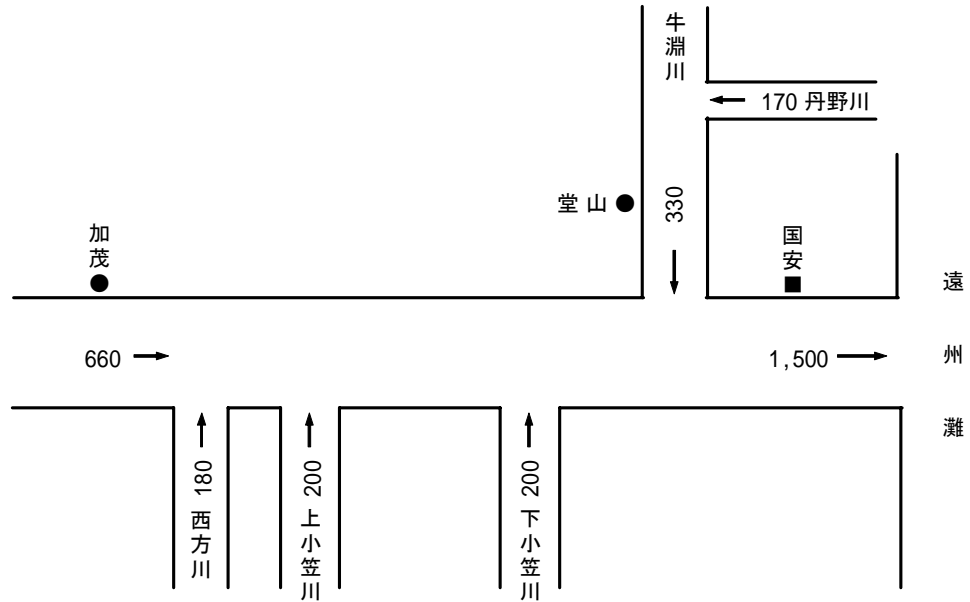 牛淵川
170 丹野川
堂山
330
加茂
国安
遠州灘
660
1,500
180 西方川
200 上小笠川
200 下小笠川